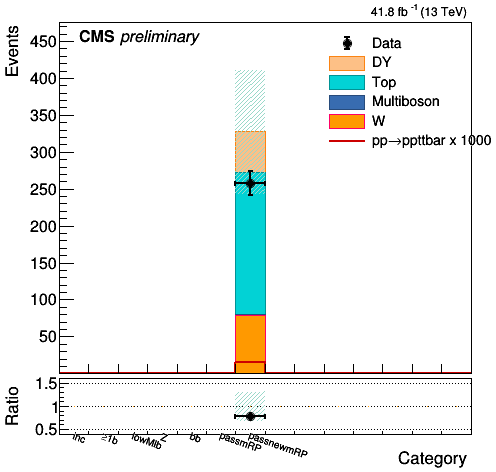 41.8 fb⁻¹ (13 TeV)
CMS preliminary
Events
450
400
350
300
250
200
150
100
50
Data
DY
Top
Multiboson
W
pp→ppttbar x 1000
Ratio
1.5
1
0.5
inc
≥1b
lowMlb
Z
bb
passmRP
passnewmRP
Category